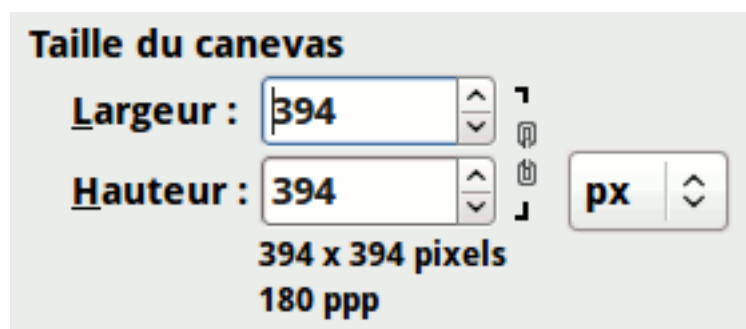 Taille du canevas
Largeur : 394
Hauteur : 394 px
394 x 394 pixels
180 ppp